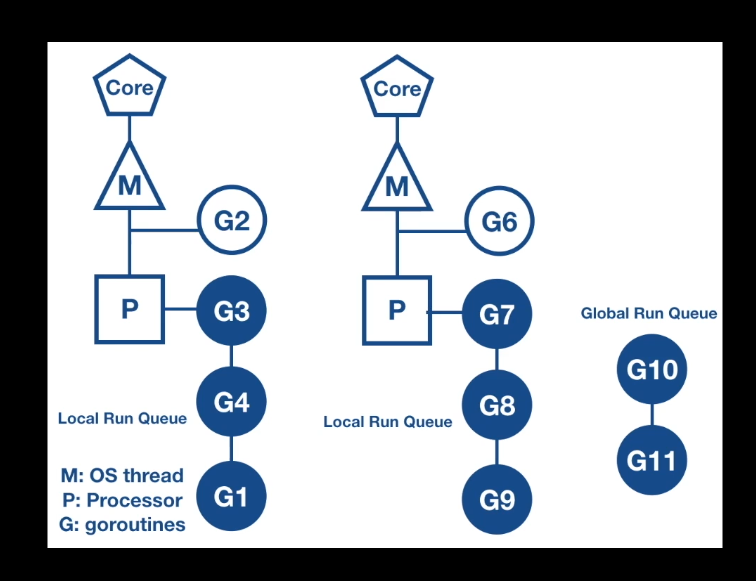 Core
M
G2
P
G3
G4
Local Run Queue
G1
M: OS thread
P: Processor
G: goroutines
Core
M
G6
P
G7
G8
Local Run Queue
G9
Global Run Queue
G10
G11